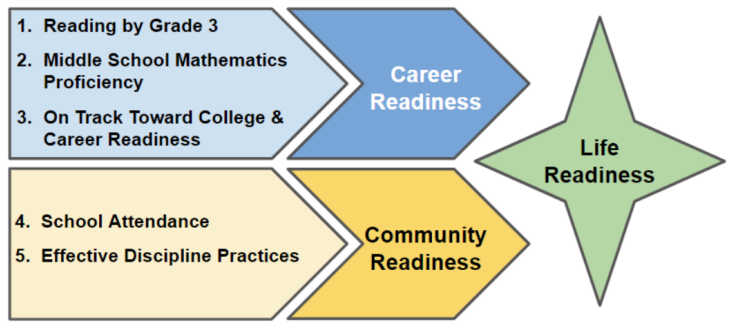 1. Reading by Grade 3
2. Middle School Mathematics
Proficiency
3. On Track Toward College &
Career Readiness
Career
Readiness
4. School Attendance
5. Effective Discipline Practices
Community
Readiness
Life
Readiness